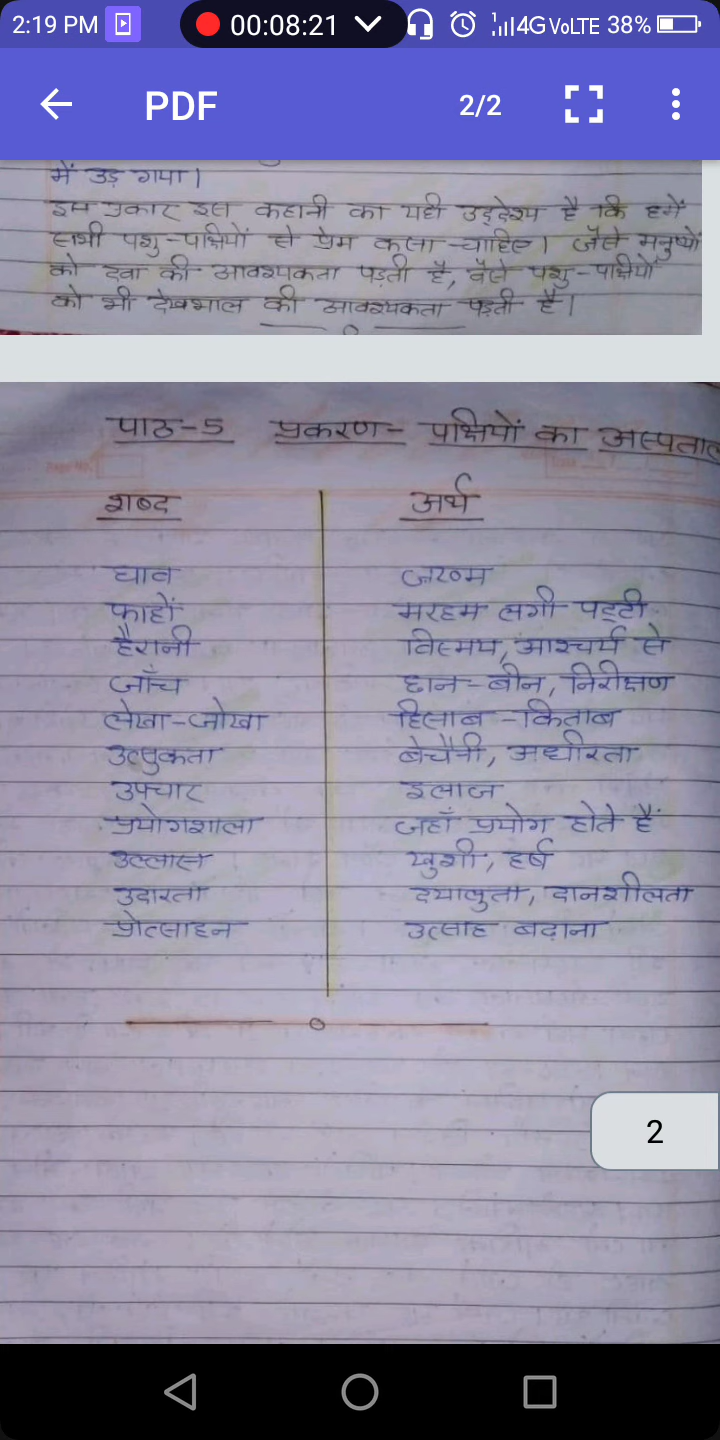 2:19 PM 00:08:21 4G VoLTE 38%
PDF 2/2
में उड़ गया।
इस प्रकार इस कहानी का यही उद्देश्य है कि हमें
सभी पशु-पक्षियों से प्रेम करना चाहिए। जैसे मनुष्यों
को दवा की आवश्यकता पड़ती है, वैसे पशु-पक्षियों
को भी देखभाल की आवश्यकता पड़ती है।
पाठ-5 प्रकरण- पक्षियों का अस्पताल
शब्द अर्थ
घाव जख्म
फाहों मरहम लगी पट्टी
हैरानी विस्मय, आश्चर्य से
जाँच छान-बीन, निरीक्षण
लेखा-जोखा हिसाब-किताब
उत्सुकता बेचैनी, अधीरता
उपचार इलाज
प्रयोगशाला जहाँ प्रयोग होते हैं
उल्लास खुशी, हर्ष
उदारता दयालुता, दानशीलता
प्रोत्साहन उत्साह बढ़ाना
2